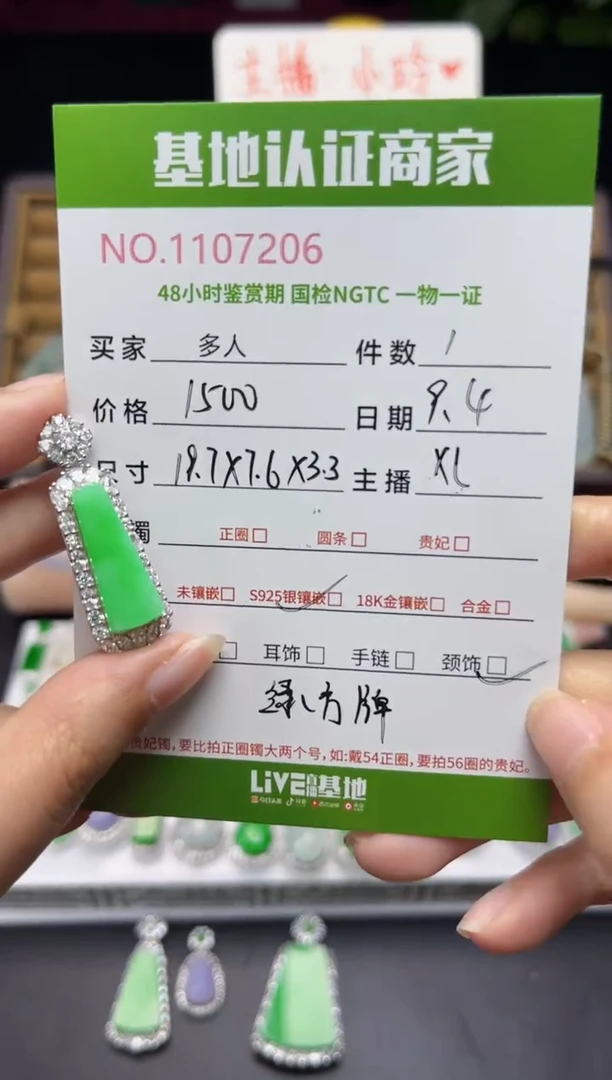 主播 小玲
基地认证商家
NO.1107206
48小时鉴赏期 国检NGTC 一物一证
买家 多人 件数 1
价格 1500 日期 9.4
尺寸 19.7X7.6X3.3 主播 XL
镯 正圈 圆条 贵妃
未镶嵌 S925银镶嵌 18K金镶嵌 合金
耳饰 手链 颈饰
绿方牌
贵妃镯,要比拍正圈镯大两个号,如:戴54正圈,要拍56圈的贵妃。
LiVE直播基地